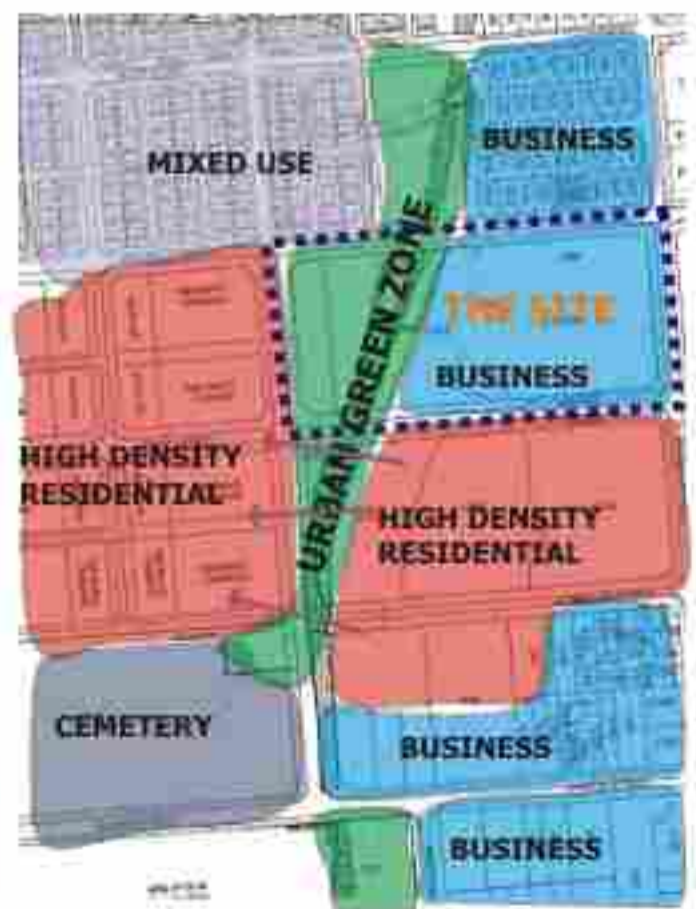 MIXED USE
BUSINESS
URBAN GREEN ZONE
THE SITE
BUSINESS
HIGH DENSITY
RESIDENTIAL
HIGH DENSITY
RESIDENTIAL
CEMETERY
BUSINESS
BUSINESS